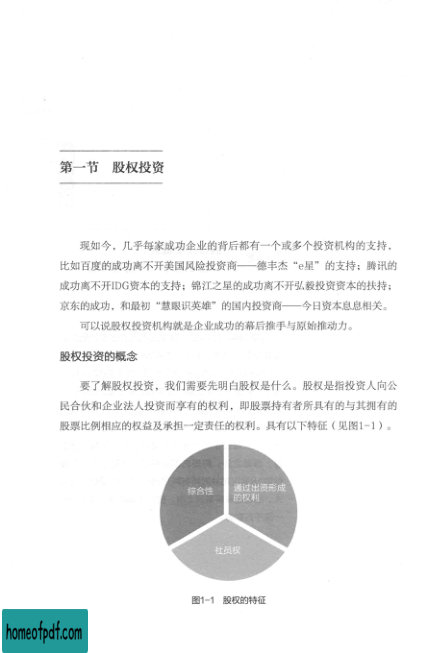 第一节　股权投资
现如今，几乎每家成功企业的背后都有一个或多个投资机构的支持，
比如百度的成功离不开美国风险投资商——德丰杰“e星”的支持；腾讯的
成功离不开IDG资本的支持；锦江之星的成功离不开弘毅投资资本的扶持；
京东的成功，和最初“慧眼识英雄”的国内投资商——今日资本息息相关。
可以说股权投资机构就是企业成功的幕后推手与原始推动力。
股权投资的概念
要了解股权投资，我们需要先明白股权是什么。股权是指投资人向公
民合伙和企业法人投资而享有的权利，即股票持有者所具有的与其拥有的
股票比例相应的权益及承担一定责任的权利。具有以下特征（见图1-1）。
综合性
通过出资形成
的权利
社员权
图1-1　股权的特征
homeofpdf.com